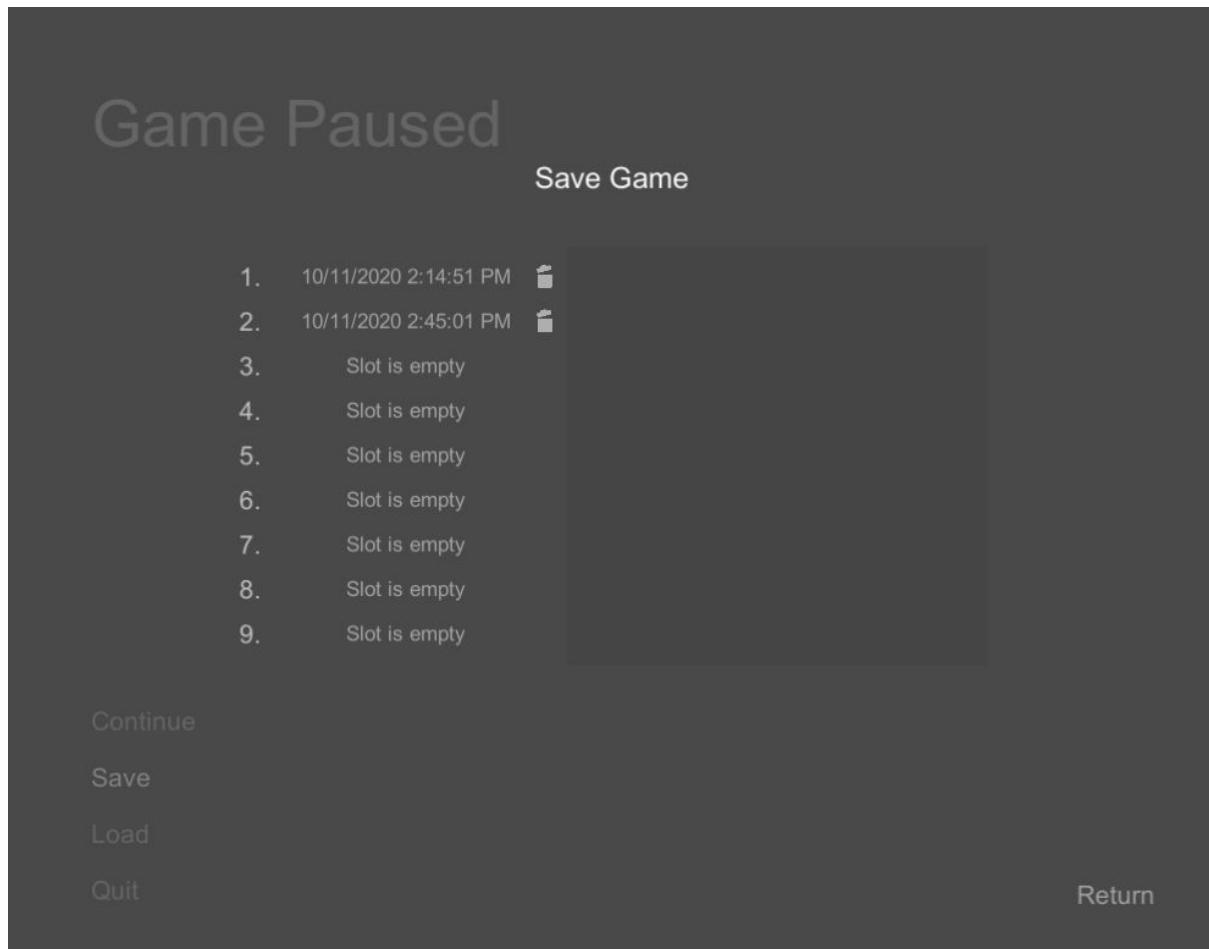 Game Paused
Save Game
1. 10/11/2020 2:14:51 PM
2. 10/11/2020 2:45:01 PM
3. Slot is empty
4. Slot is empty
5. Slot is empty
6. Slot is empty
7. Slot is empty
8. Slot is empty
9. Slot is empty
Continue
Save
Load
Quit
Return